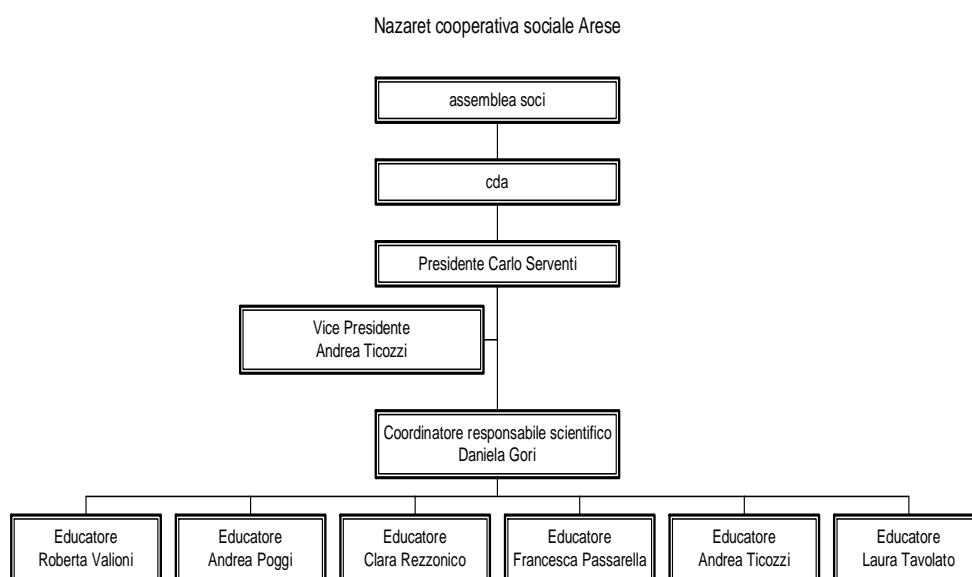 Nazaret cooperativa sociale Arese
assemblea soci
cda
Presidente Carlo Serventi
Vice Presidente
Andrea Ticozzi
Coordinatore responsabile scientifico
Daniela Gori
Educatore
Roberta Valioni
Educatore
Andrea Poggi
Educatore
Clara Rezzonico
Educatore
Francesca Passarella
Educatore
Andrea Ticozzi
Educatore
Laura Tavolato